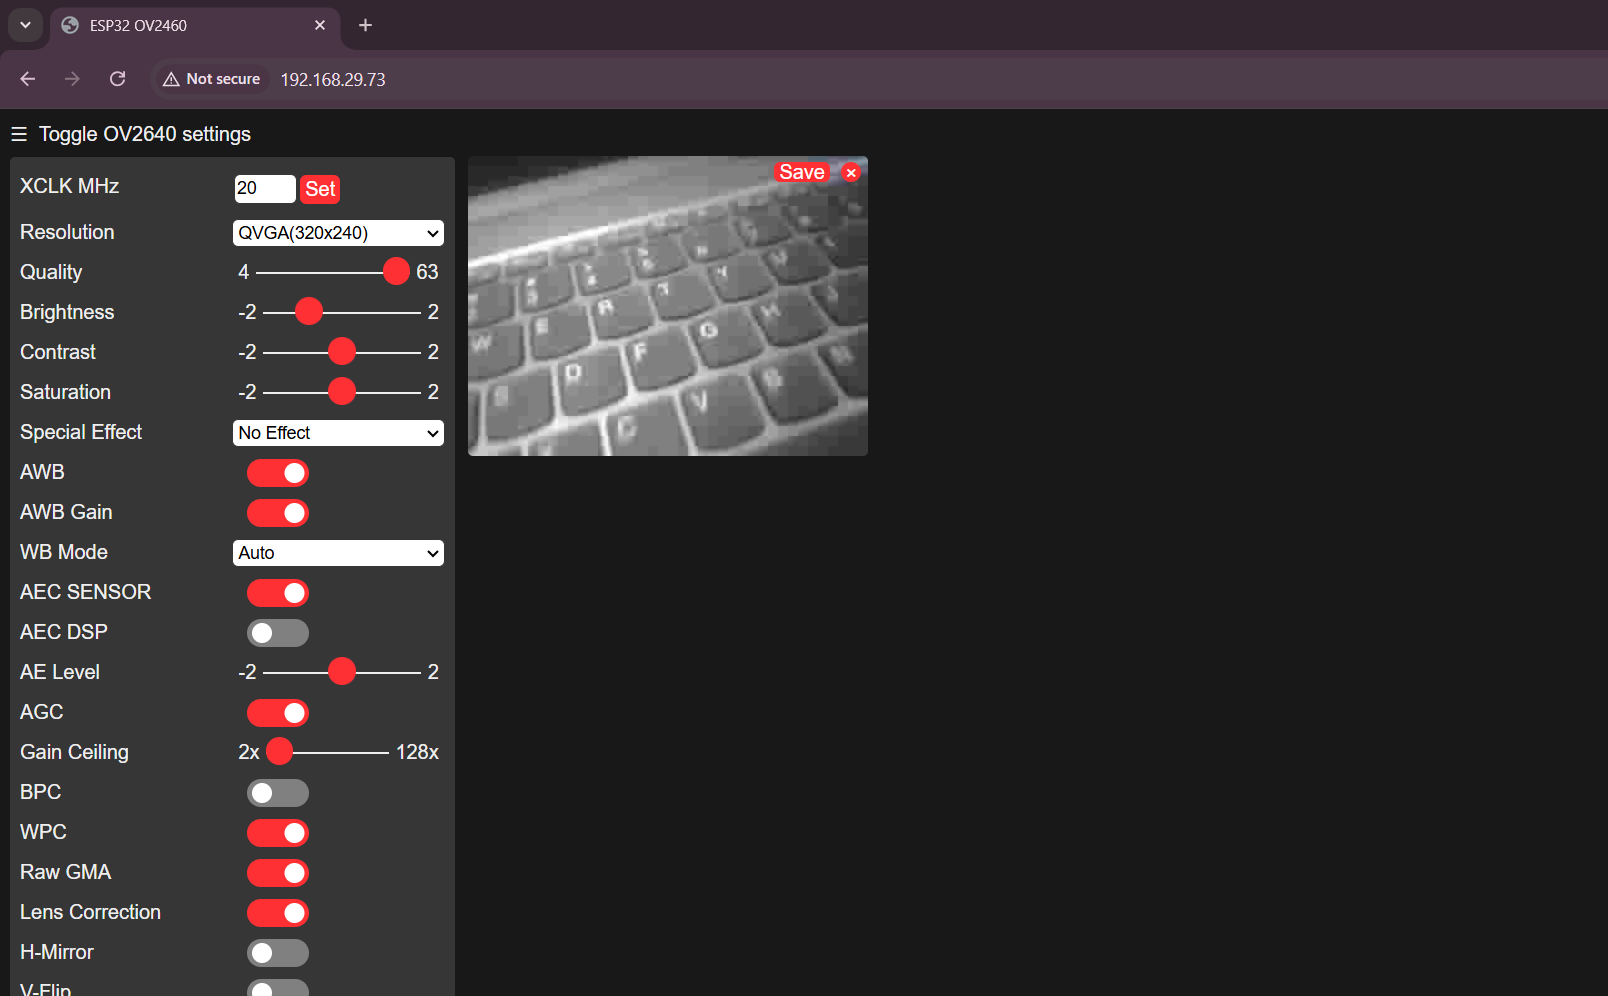 ESP32 OV2460
Not secure
192.168.29.73
☰ Toggle OV2640 settings
XCLK MHz 20 Set
Resolution QVGA(320x240)
Quality 4 63
Brightness -2 2
Contrast -2 2
Saturation -2 2
Special Effect No Effect
AWB
AWB Gain
WB Mode Auto
AEC SENSOR
AEC DSP
AE Level -2 2
AGC
Gain Ceiling 2x 128x
BPC
WPC
Raw GMA
Lens Correction
H-Mirror
V-Flip
Save ×
W E R
D F G
V